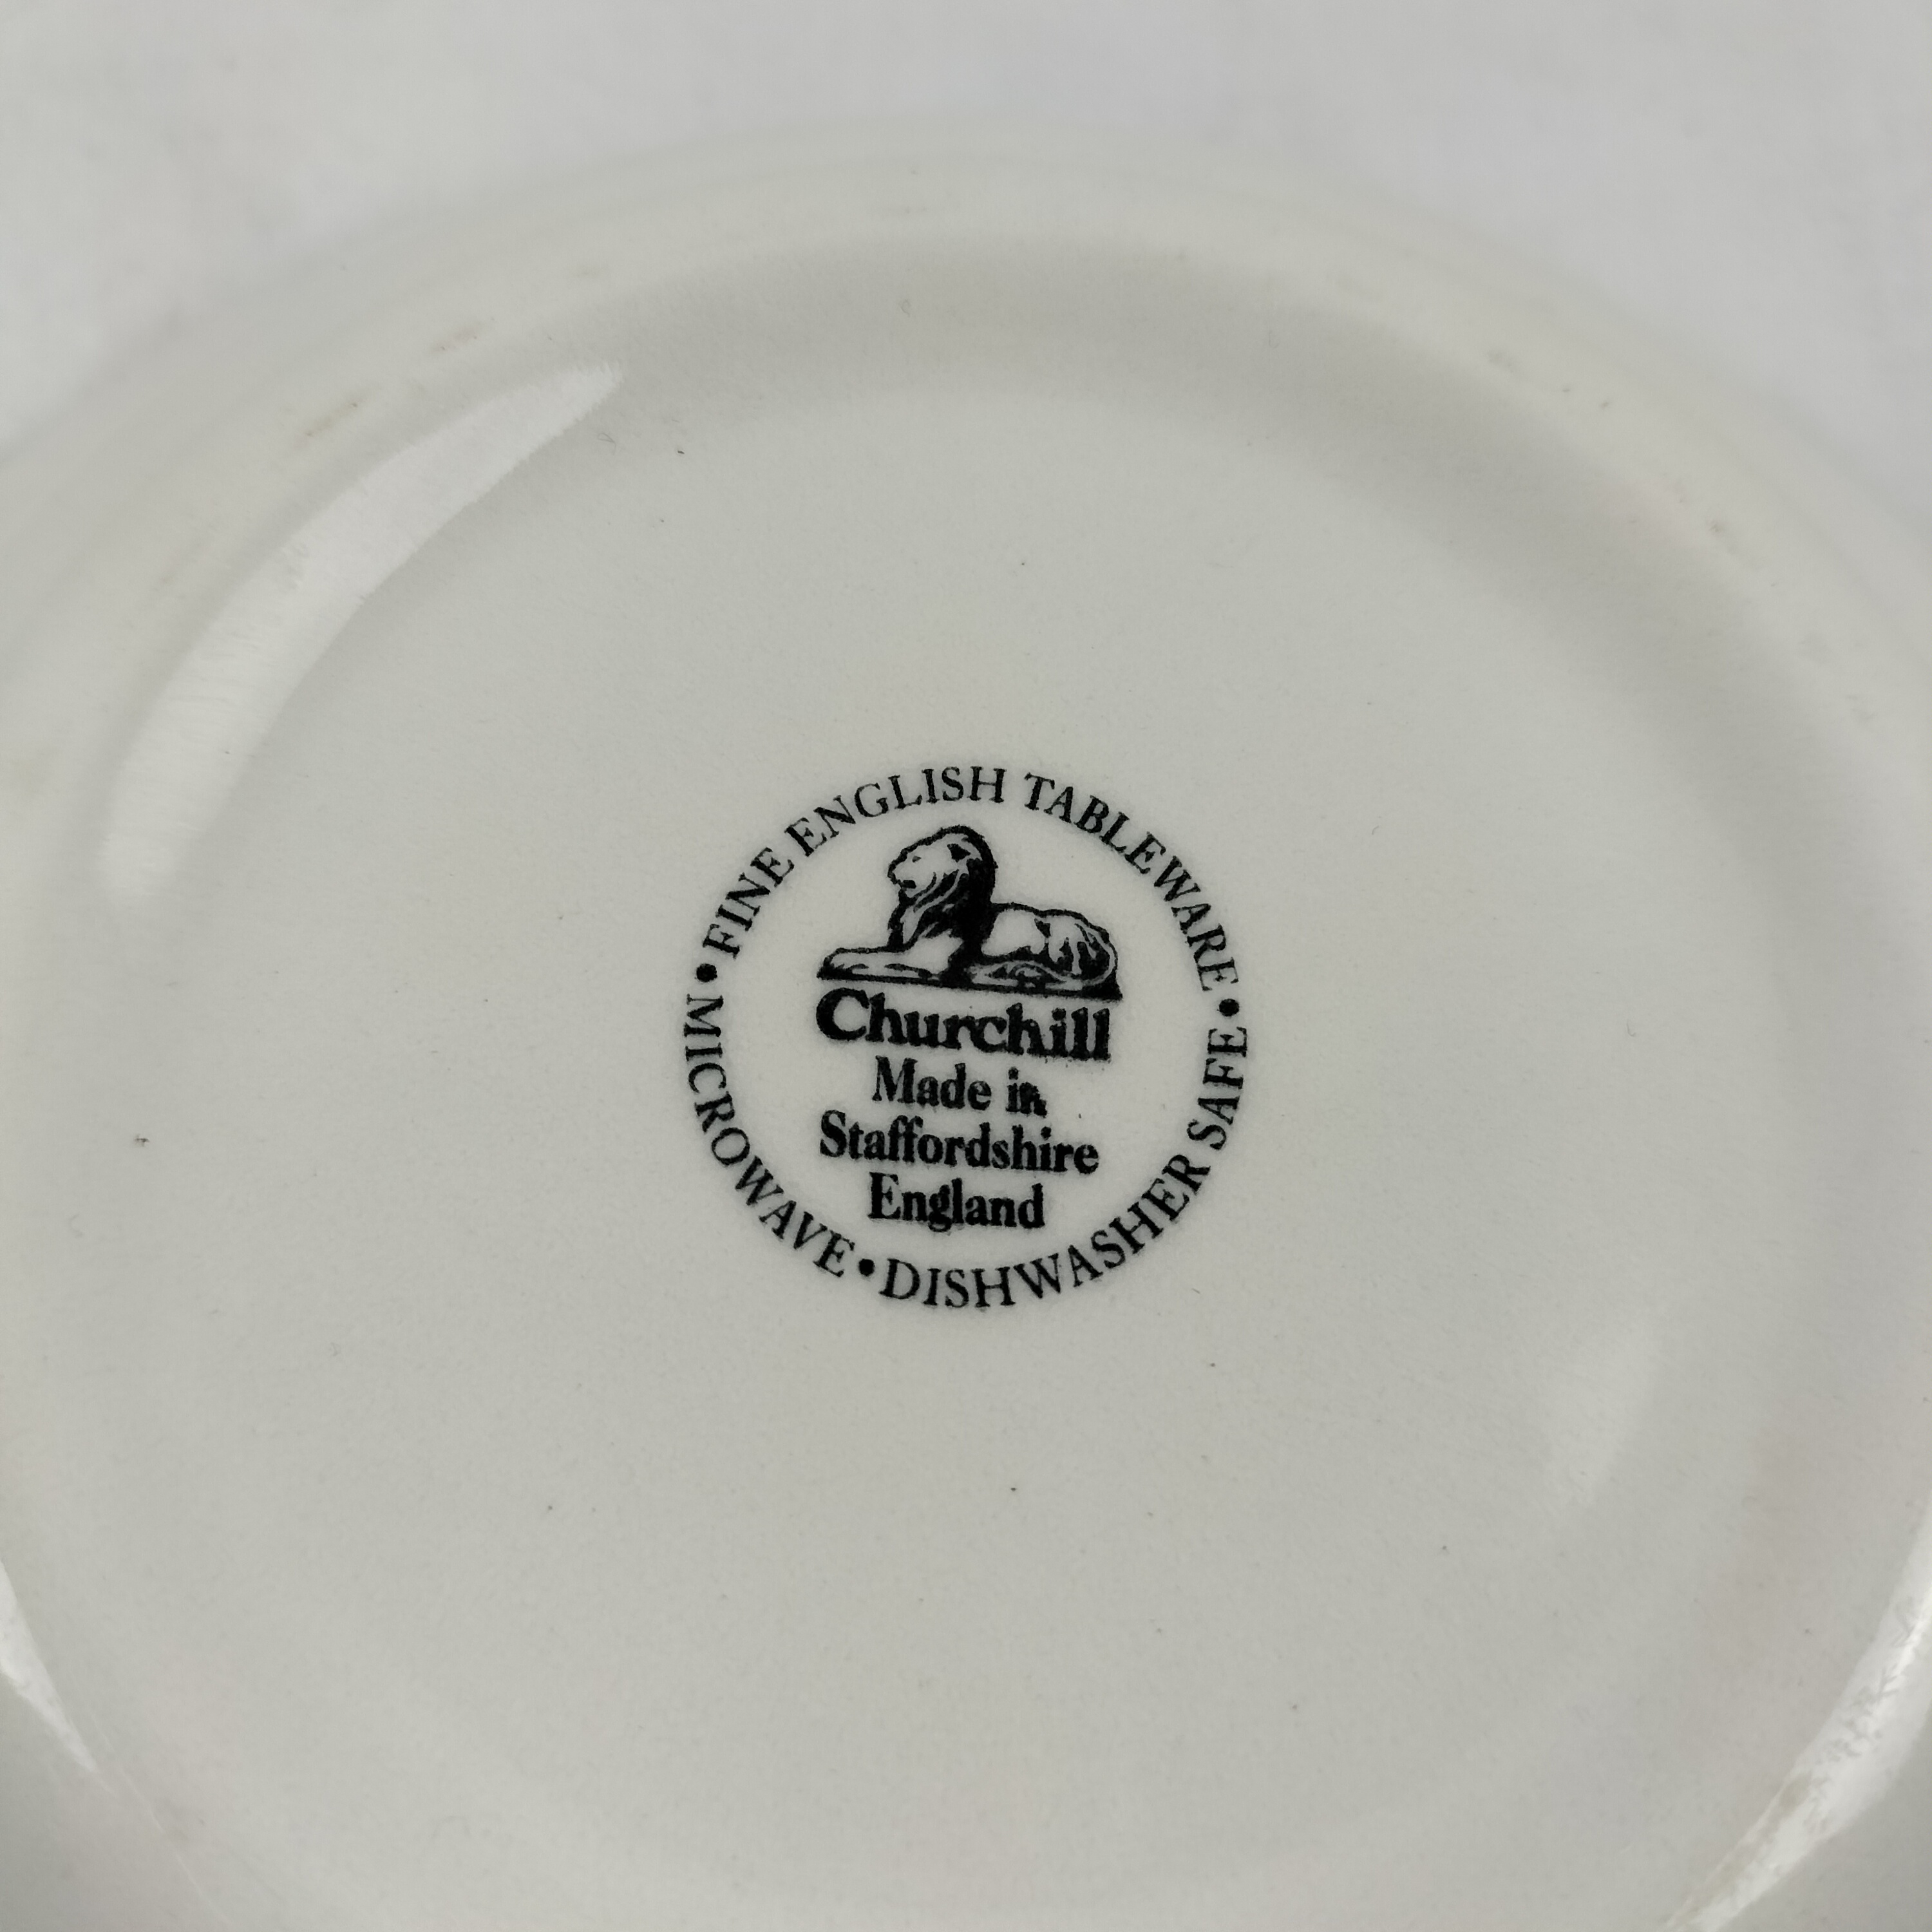 • FINE ENGLISH TABLEWARE •
Churchill
Made in
Staffordshire
England
MICROWAVE • DISHWASHER SAFE